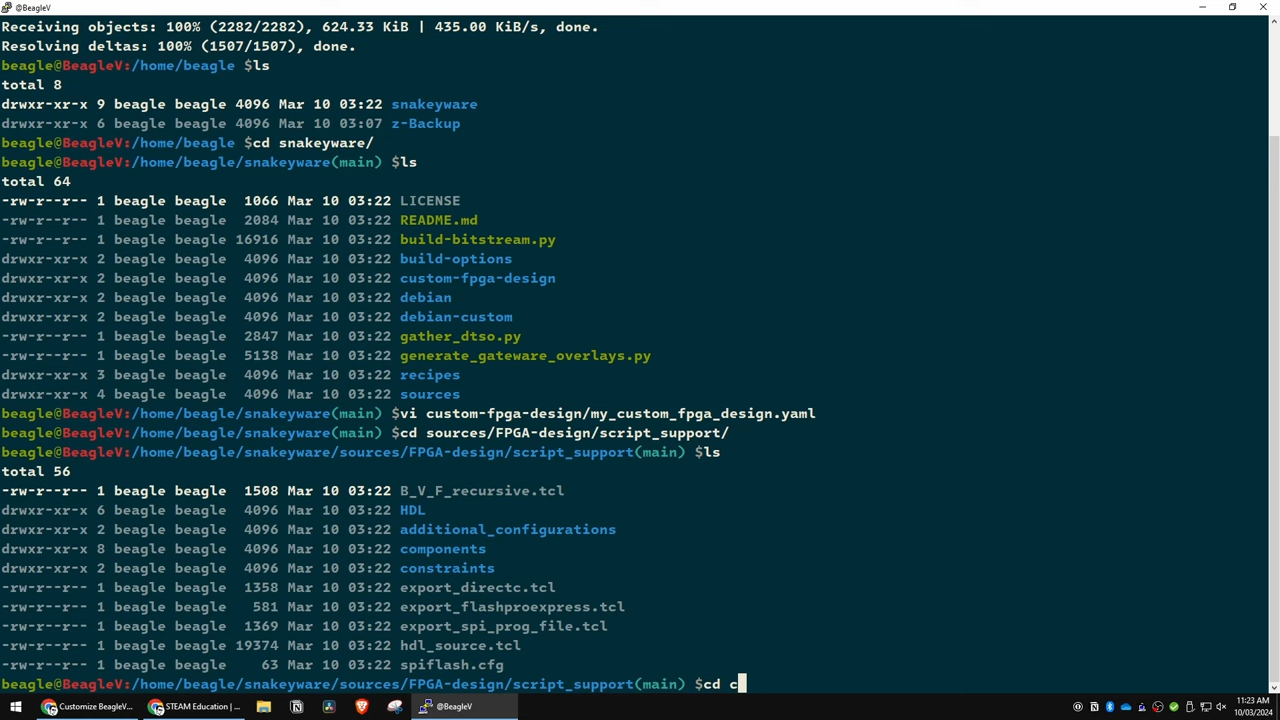 @BeagleV
Receiving objects: 100% (2282/2282), 624.33 KiB | 435.00 KiB/s, done.
Resolving deltas: 100% (1507/1507), done.
beagle@BeagleV:/home/beagle $ls
total 8
drwxr-xr-x 9 beagle beagle 4096 Mar 10 03:22 snakeyware
drwxr-xr-x 6 beagle beagle 4096 Mar 10 03:07 z-Backup
beagle@BeagleV:/home/beagle $cd snakeyware/
beagle@BeagleV:/home/beagle/snakeyware(main) $ls
total 64
-rw-r--r-- 1 beagle beagle  1066 Mar 10 03:22 LICENSE
-rw-r--r-- 1 beagle beagle  2084 Mar 10 03:22 README.md
-rw-r--r-- 1 beagle beagle 16916 Mar 10 03:22 build-bitstream.py
drwxr-xr-x 2 beagle beagle  4096 Mar 10 03:22 build-options
drwxr-xr-x 2 beagle beagle  4096 Mar 10 03:22 custom-fpga-design
drwxr-xr-x 2 beagle beagle  4096 Mar 10 03:22 debian
drwxr-xr-x 2 beagle beagle  4096 Mar 10 03:22 debian-custom
-rw-r--r-- 1 beagle beagle  2847 Mar 10 03:22 gather_dtso.py
-rw-r--r-- 1 beagle beagle  5138 Mar 10 03:22 generate_gateware_overlays.py
drwxr-xr-x 3 beagle beagle  4096 Mar 10 03:22 recipes
drwxr-xr-x 4 beagle beagle  4096 Mar 10 03:22 sources
beagle@BeagleV:/home/beagle/snakeyware(main) $vi custom-fpga-design/my_custom_fpga_design.yaml
beagle@BeagleV:/home/beagle/snakeyware(main) $cd sources/FPGA-design/script_support/
beagle@BeagleV:/home/beagle/snakeyware/sources/FPGA-design/script_support(main) $ls
total 56
-rw-r--r-- 1 beagle beagle  1508 Mar 10 03:22 B_V_F_recursive.tcl
drwxr-xr-x 6 beagle beagle  4096 Mar 10 03:22 HDL
drwxr-xr-x 2 beagle beagle  4096 Mar 10 03:22 additional_configurations
drwxr-xr-x 8 beagle beagle  4096 Mar 10 03:22 components
drwxr-xr-x 2 beagle beagle  4096 Mar 10 03:22 constraints
-rw-r--r-- 1 beagle beagle  1358 Mar 10 03:22 export_directc.tcl
-rw-r--r-- 1 beagle beagle   581 Mar 10 03:22 export_flashproexpress.tcl
-rw-r--r-- 1 beagle beagle  1369 Mar 10 03:22 export_spi_prog_file.tcl
-rw-r--r-- 1 beagle beagle 19374 Mar 10 03:22 hdl_source.tcl
-rw-r--r-- 1 beagle beagle    63 Mar 10 03:22 spiflash.cfg
beagle@BeagleV:/home/beagle/snakeyware/sources/FPGA-design/script_support(main) $cd c
Customize BeagleV...
STEAM Education | ...
@BeagleV
11:23 AM
10/03/2024